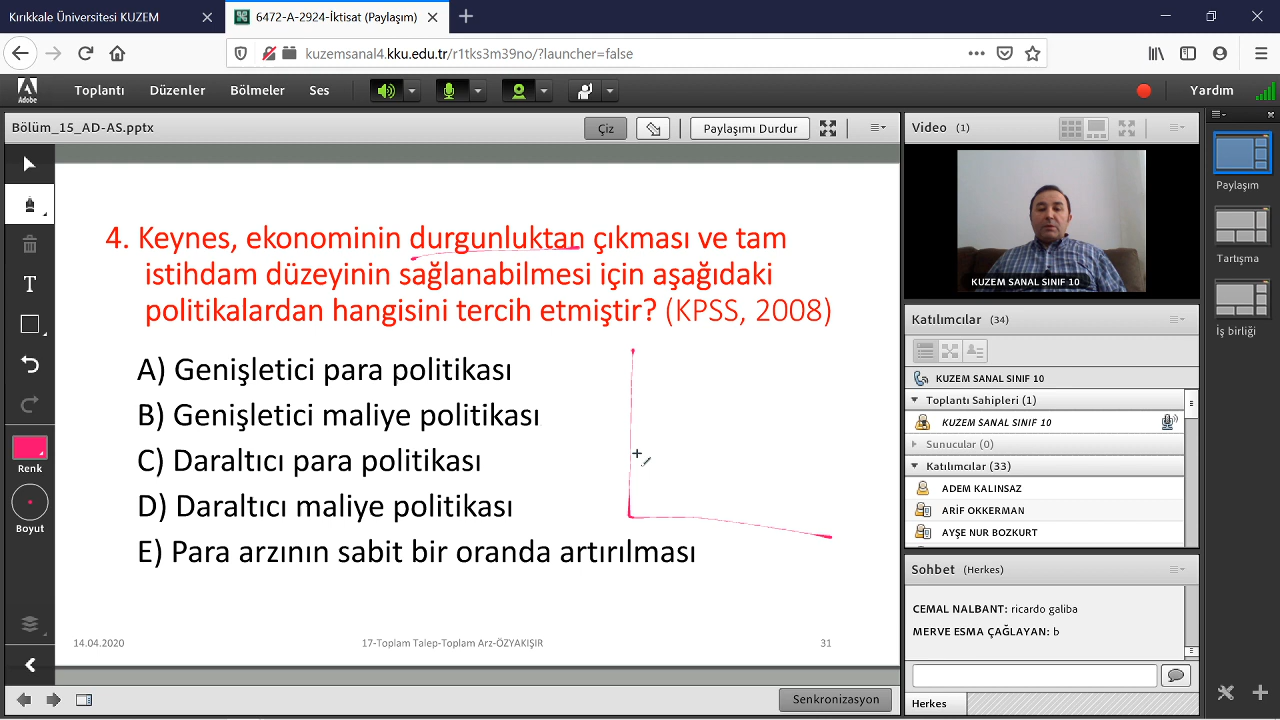 Kırıkkale Üniversitesi KUZEM
6472-A-2924-İktisat (Paylaşım)
kuzemsanal4.kku.edu.tr/r1tks3m39no/?launcher=false
Adobe
Toplantı
Düzenler
Bölmeler
Ses
Yardım
Bölüm_15_AD-AS.pptx
Çiz
Paylaşımı Durdur
4. Keynes, ekonominin durgunluktan çıkması ve tam
istihdam düzeyinin sağlanabilmesi için aşağıdaki
politikalardan hangisini tercih etmiştir? (KPSS, 2008)
A) Genişletici para politikası
B) Genişletici maliye politikası
C) Daraltıcı para politikası
D) Daraltıcı maliye politikası
E) Para arzının sabit bir oranda artırılması
14.04.2020
17-Toplam Talep-Toplam Arz-ÖZYAKIŞIR
31
T
Renk
Boyut
Senkronizasyon
Video (1)
KUZEM SANAL SINIF 10
Katılımcılar (34)
KUZEM SANAL SINIF 10
Toplantı Sahipleri (1)
KUZEM SANAL SINIF 10
Sunucular (0)
Katılımcılar (33)
ADEM KALINSAZ
ARİF OKKERMAN
AYŞE NUR BOZKURT
Sohbet (Herkes)
CEMAL NALBANT: ricardo galiba
MERVE ESMA ÇAĞLAYAN: b
Herkes
Paylaşım
Tartışma
İş birliği